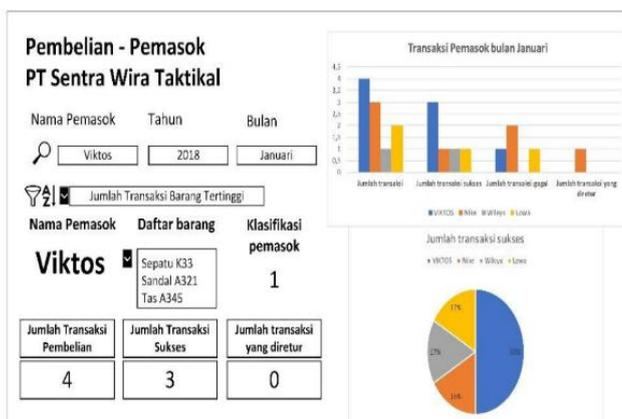 Pembelian - Pemasok
PT Sentra Wira Taktikal
Nama Pemasok Tahun Bulan
Viktos 2018 Januari
Jumlah Transaksi Barang Tertinggi
Nama Pemasok Daftar barang Klasifikasi pemasok
Viktos
Sepatu K33
Sandal A321
Tas A345
1
Jumlah Transaksi Pembelian
4
Jumlah Transaksi Sukses
3
Jumlah transaksi yang diretur
0
Transaksi Pemasok bulan Januari
4,5
4
3,5
3
2,5
2
1,5
1
0,5
0
Jumlah transaksi Jumlah transaksi sukses Jumlah transaksi gagal Jumlah transaksi yang diretur
VIKTOS Nike Wileyx Lowa
Jumlah transaksi sukses
VIKTOS Nike Wileyx Lowa
17%
17%
16%